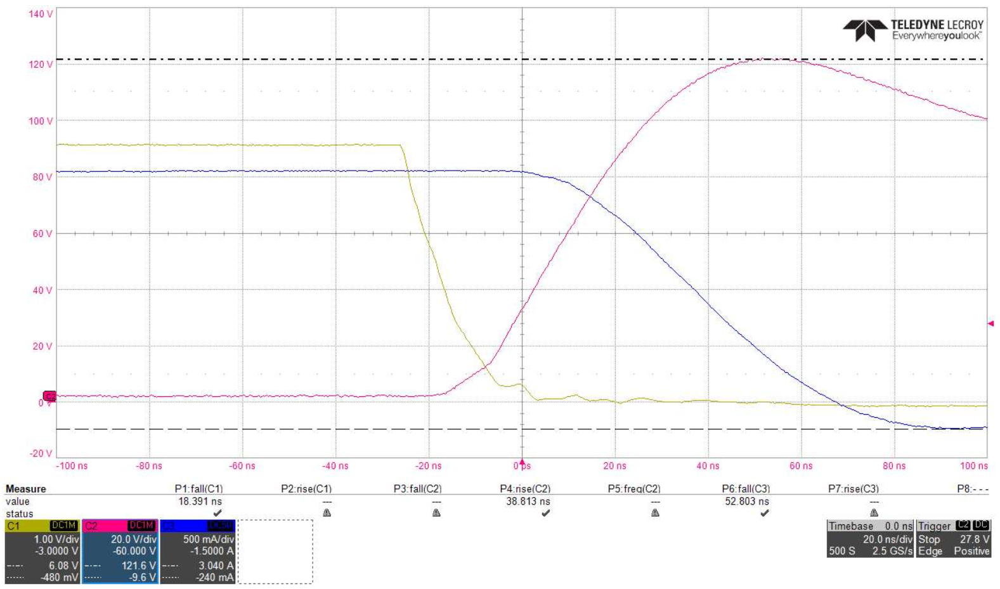 140 V
TELEDYNE LECROY
Everywhereyoulook™
120 V
100 V
80 V
60 V
40 V
20 V
C2
0 V
-20 V
-100 ns -80 ns -60 ns -40 ns -20 ns 0 ps 20 ns 40 ns 60 ns 80 ns 100 ns
Measure P1:fall(C1) P2:rise(C1) P3:fall(C2) P4:rise(C2) P5:freq(C2) P6:fall(C3) P7:rise(C3) P8:- - -
value 18.391 ns --- --- 38.813 ns --- 52.803 ns ---
status
C1 DC1M C2 DC1M C3 DC50 Timebase 0.0 ns Trigger C2 DC
1.00 V/div 20.0 V/div 500 mA/div 20.0 ns/div Stop 27.8 V
-3.0000 V -60.000 V -1.5000 A 500 S 2.5 GS/s Edge Positive
6.08 V 121.6 V 3.040 A
-480 mV -9.6 V -240 mA